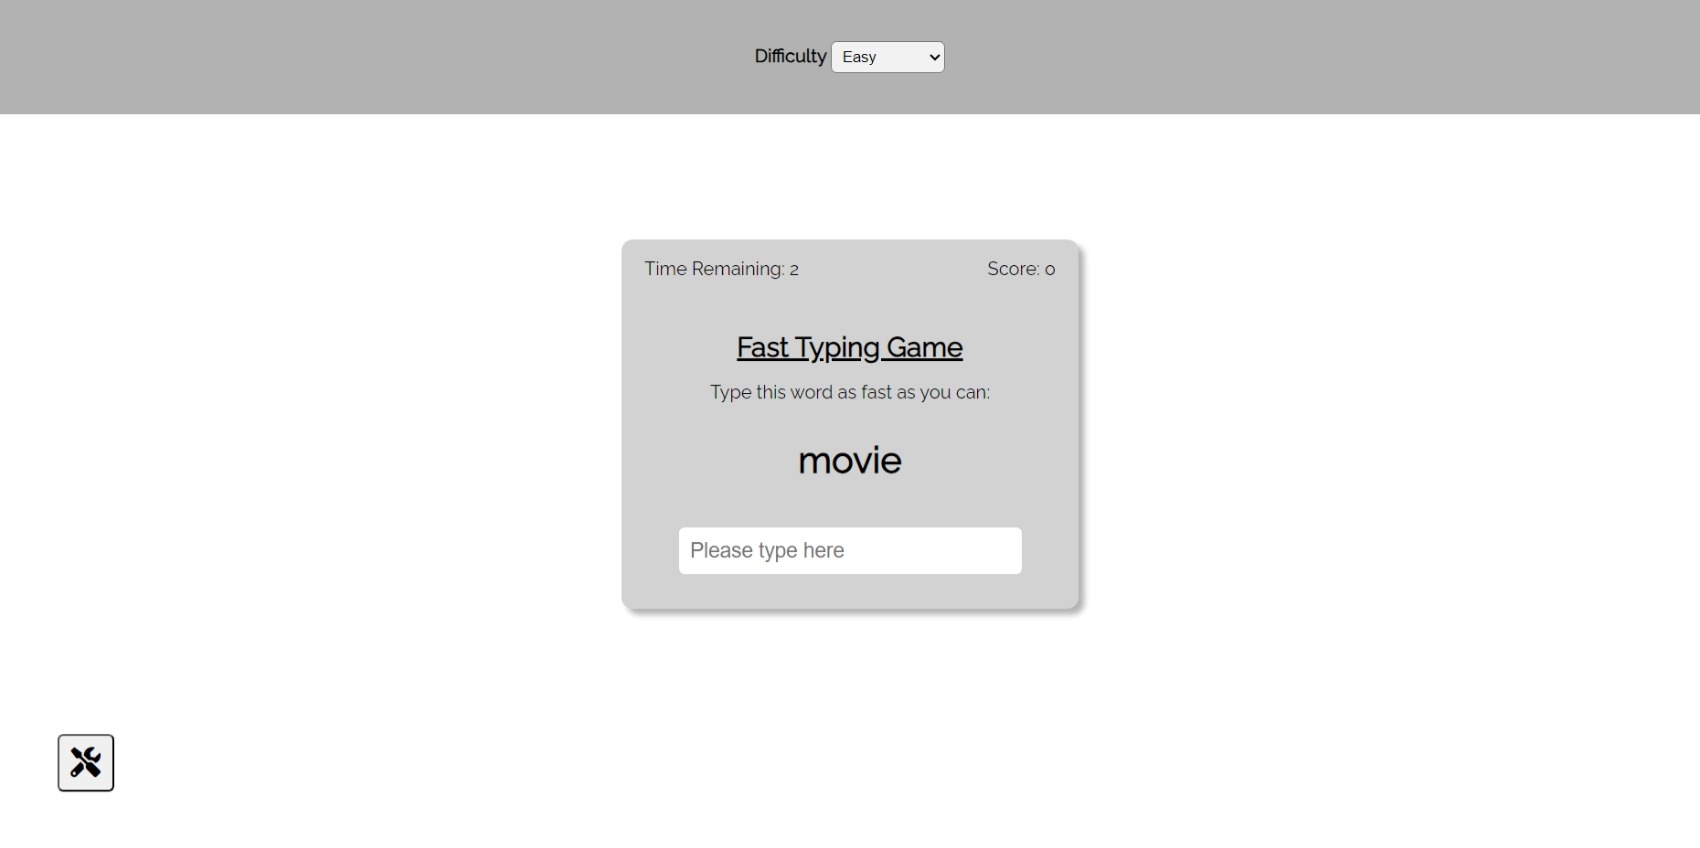 Difficulty Easy
Time Remaining: 2 Score: 0
Fast Typing Game
Type this word as fast as you can:
movie
Please type here